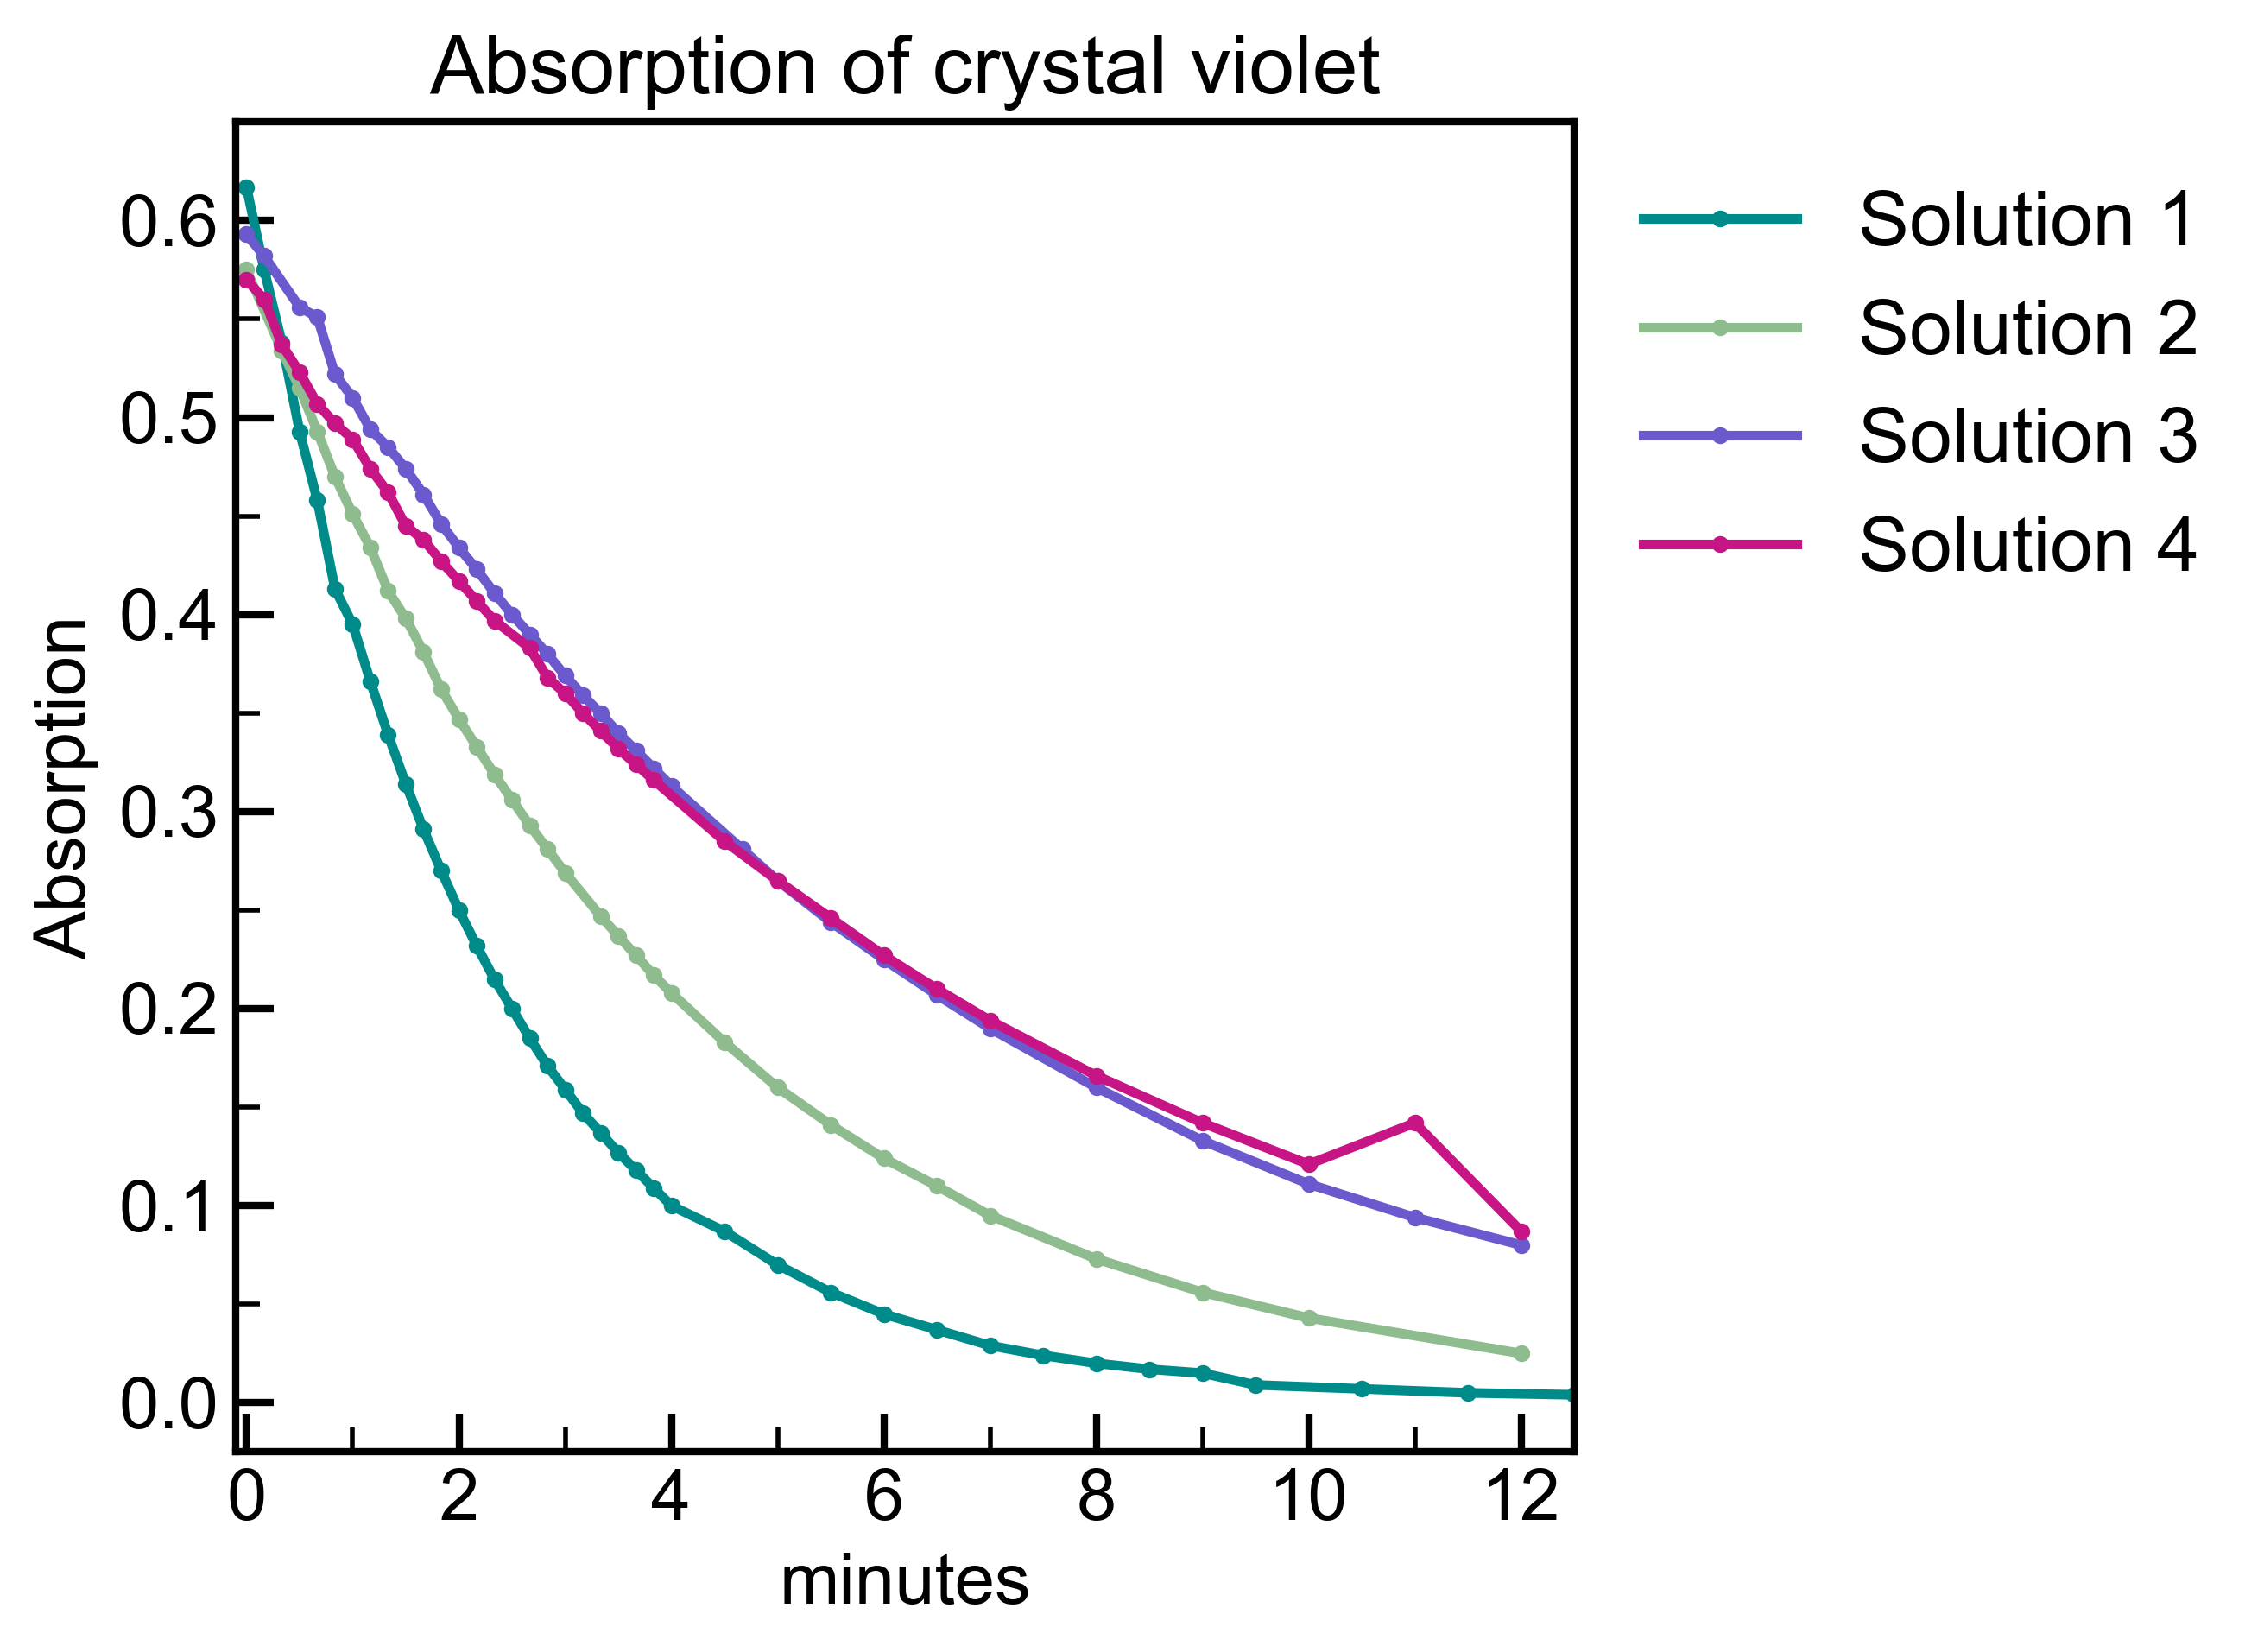 Absorption of crystal violet
Absorption
0.6
0.5
0.4
0.3
0.2
0.1
0.0
0 2 4 6 8 10 12
minutes
Solution 1
Solution 2
Solution 3
Solution 4